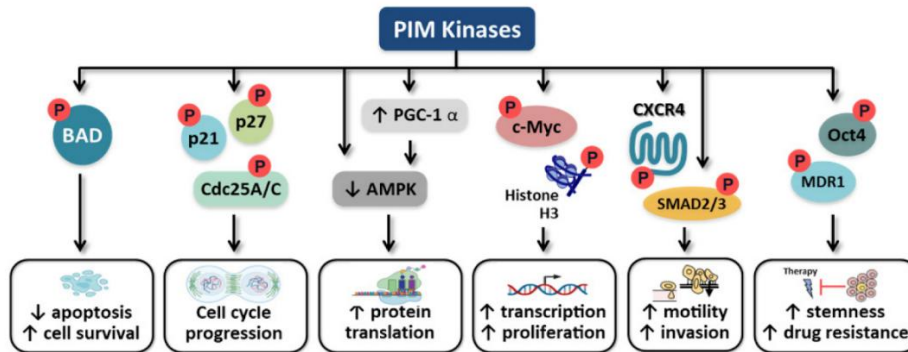 PIM Kinases
P
BAD
P
p21
P
p27
P
Cdc25A/C
↑ PGC-1 α
↓ AMPK
P
c-Myc
P
Histone
H3
CXCR4
P
P
SMAD2/3
P
Oct4
P
MDR1
↓ apoptosis
↑ cell survival
Cell cycle
progression
↑ protein
translation
↑ transcription
↑ proliferation
↑ motility
↑ invasion
Therapy
↑ stemness
↑ drug resistance